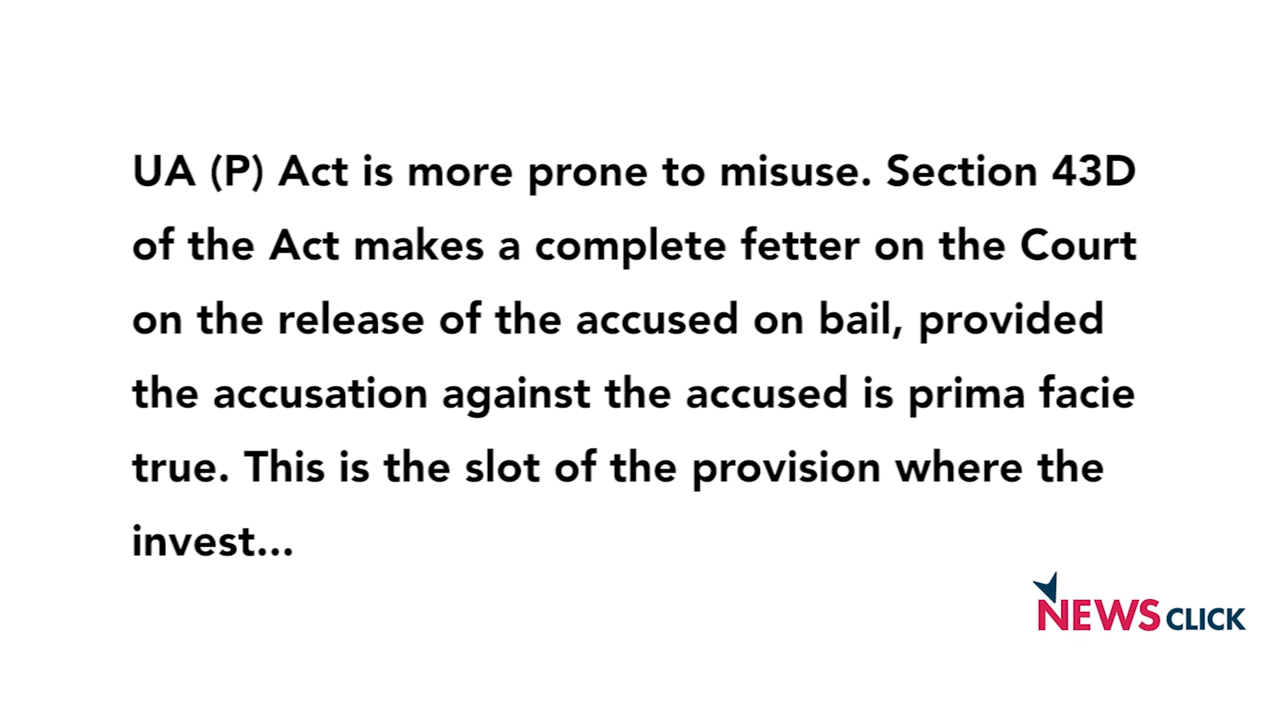 UA (P) Act is more prone to misuse. Section 43D
of the Act makes a complete fetter on the Court
on the release of the accused on bail, provided
the accusation against the accused is prima facie
true. This is the slot of the provision where the
invest...
NEWSCLICK